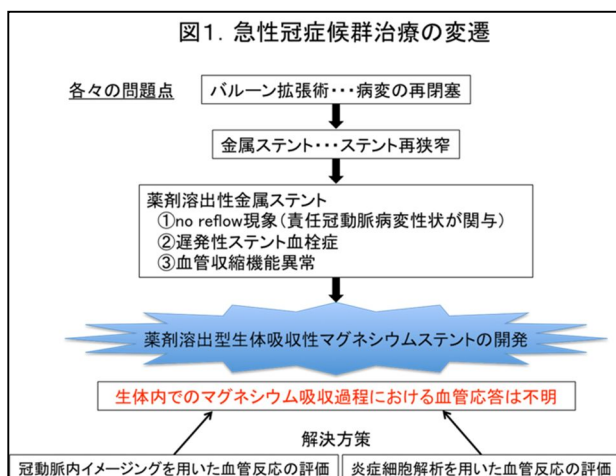 図1．急性冠症候群治療の変遷
各々の問題点
バルーン拡張術・・・病変の再閉塞
金属ステント・・・ステント再狭窄
薬剤溶出性金属ステント
①no reflow現象（責任冠動脈病変性状が関与）
②遅発性ステント血栓症
③血管収縮機能異常
薬剤溶出型生体吸収性マグネシウムステントの開発
生体内でのマグネシウム吸収過程における血管応答は不明
解決方策
冠動脈内イメージングを用いた血管反応の評価
炎症細胞解析を用いた血管反応の評価